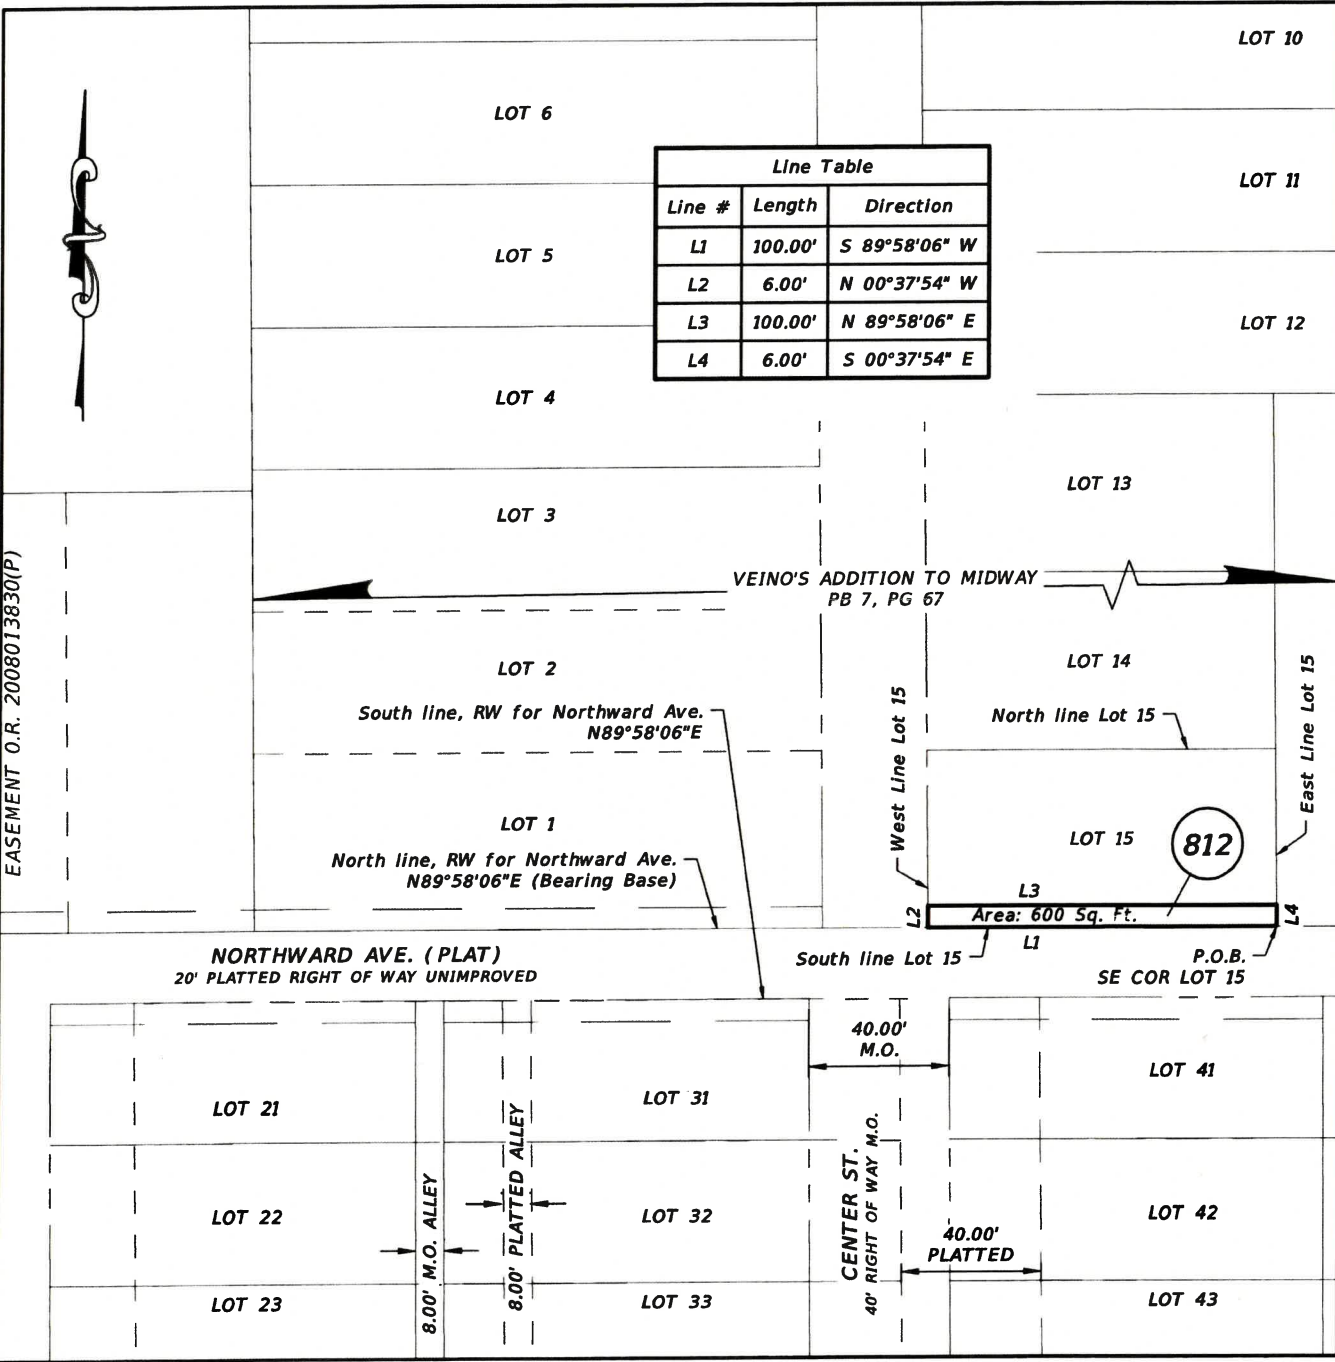 LOT 10
LOT 6
Line Table
Line # Length Direction
L1 100.00' S 89°58'06" W
L2 6.00' N 00°37'54" W
L3 100.00' N 89°58'06" E
L4 6.00' S 00°37'54" E
LOT 11
LOT 5
LOT 12
LOT 4
LOT 13
LOT 3
EASEMENT O.R. 2008013830(P)
VEINO'S ADDITION TO MIDWAY
PB 7, PG 67
LOT 2
LOT 14
South line, RW for Northward Ave.
N89°58'06"E
North line Lot 15
West Line Lot 15
East Line Lot 15
LOT 1
LOT 15
812
North line, RW for Northward Ave.
N89°58'06"E (Bearing Base)
L3
L2
Area: 600 Sq. Ft.
L4
L1
NORTHWARD AVE. (PLAT)
20' PLATTED RIGHT OF WAY UNIMPROVED
South line Lot 15
P.O.B.
SE COR LOT 15
40.00'
M.O.
LOT 21
LOT 31
LOT 41
8.00' M.O. ALLEY
8.00' PLATTED ALLEY
CENTER ST.
40' RIGHT OF WAY M.O.
LOT 22
LOT 32
LOT 42
40.00'
PLATTED
LOT 23
LOT 33
LOT 43